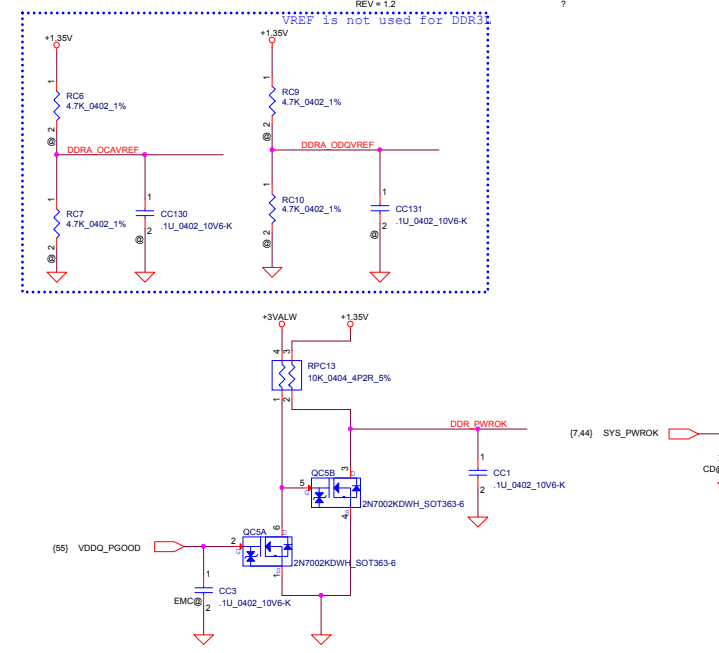 REV = 1.2
?
VREF is not used for DDR3L
+1.35V
+1.35V
1
RC6
4.7K_0402_1%
2
@
DDRA_OCAVREF
1
RC7
4.7K_0402_1%
2
@
1
CC130
.1U_0402_10V6-K
2
@
1
RC9
4.7K_0402_1%
2
@
DDRA_ODQVREF
1
RC10
4.7K_0402_1%
2
@
1
CC131
.1U_0402_10V6-K
2
@
+3VALW
+1.35V
4
3
RPC13
10K_0404_4P2R_5%
1
2
DDR_PWROK
{7,44} SYS_PWROK
CD@
1
CC1
.1U_0402_10V6-K
2
QC5B
3
D
5
G
2N7002KDWH_SOT363-6
4
S
QC5A
6
D
2
G
2N7002KDWH_SOT363-6
1
S
{55} VDDQ_PGOOD
1
CC3
EMC@
.1U_0402_10V6-K
2